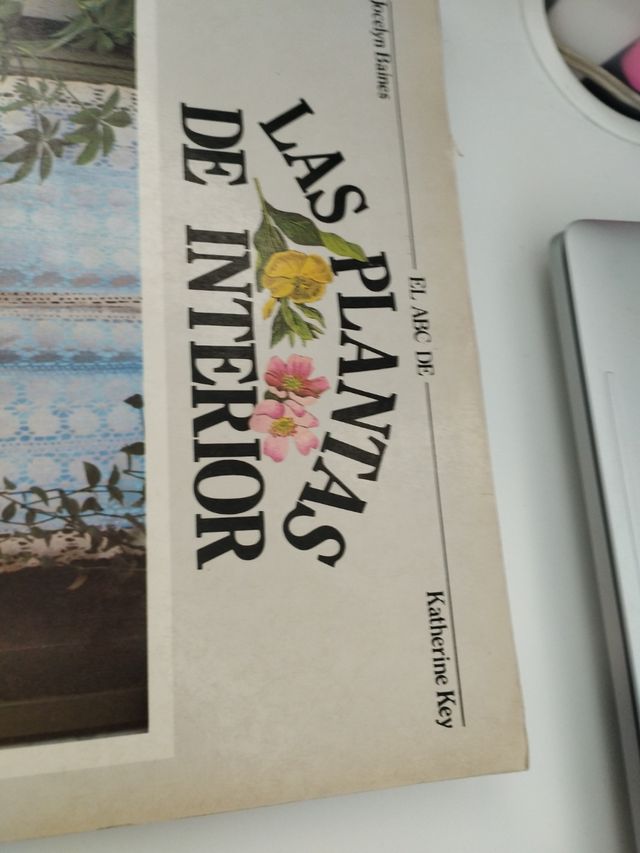 Jocelyn Baines
Katherine Key
EL ABC DE
LAS PLANTAS
DE INTERIOR